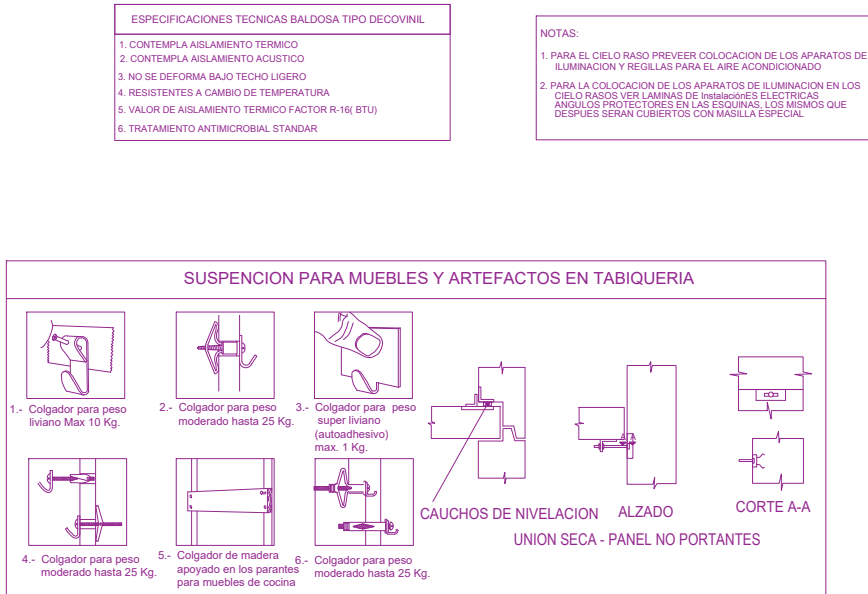 ESPECIFICACIONES TECNICAS BALDOSA TIPO DECOVINIL
1. CONTEMPLA AISLAMIENTO TERMICO
2. CONTEMPLA AISLAMIENTO ACUSTICO
3. NO SE DEFORMA BAJO TECHO LIGERO
4. RESISTENTES A CAMBIO DE TEMPERATURA
5. VALOR DE AISLAMIENTO TERMICO FACTOR R-16( BTU)
6. TRATAMIENTO ANTIMICROBIAL STANDAR
NOTAS:
1. PARA EL CIELO RASO PREVEER COLOCACION DE LOS APARATOS DE
ILUMINACION Y REGILLAS PARA EL AIRE ACONDICIONADO
2. PARA LA COLOCACION DE LOS APARATOS DE ILUMINACION EN LOS
CIELO RASOS VER LAMINAS DE InstalaciónES ELECTRICAS
ANGULOS PROTECTORES EN LAS ESQUINAS, LOS MISMOS QUE
DESPUES SERAN CUBIERTOS CON MASILLA ESPECIAL
SUSPENCION PARA MUEBLES Y ARTEFACTOS EN TABIQUERIA
1.- Colgador para peso
liviano Max 10 Kg.
2.- Colgador para peso
moderado hasta 25 Kg.
3.- Colgador para peso
super liviano
(autoadhesivo)
max. 1 Kg.
4.- Colgador para peso
moderado hasta 25 Kg.
5.- Colgador de madera
apoyado en los parantes
para muebles de cocina
6.- Colgador para peso
moderado hasta 25 Kg.
CAUCHOS DE NIVELACION
A A
ALZADO
CORTE A-A
UNION SECA - PANEL NO PORTANTES